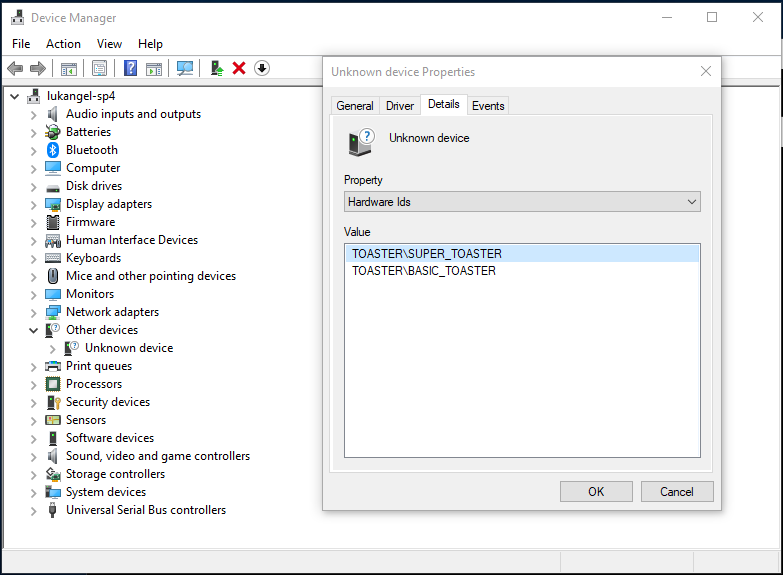 Device Manager
File Action View Help
lukangel-sp4
Audio inputs and outputs
Batteries
Bluetooth
Computer
Disk drives
Display adapters
Firmware
Human Interface Devices
Keyboards
Mice and other pointing devices
Monitors
Network adapters
Other devices
Unknown device
Print queues
Processors
Security devices
Sensors
Software devices
Sound, video and game controllers
Storage controllers
System devices
Universal Serial Bus controllers
Unknown device Properties
General Driver Details Events
Unknown device
Property
Hardware Ids
Value
TOASTER\SUPER_TOASTER
TOASTER\BASIC_TOASTER
OK Cancel